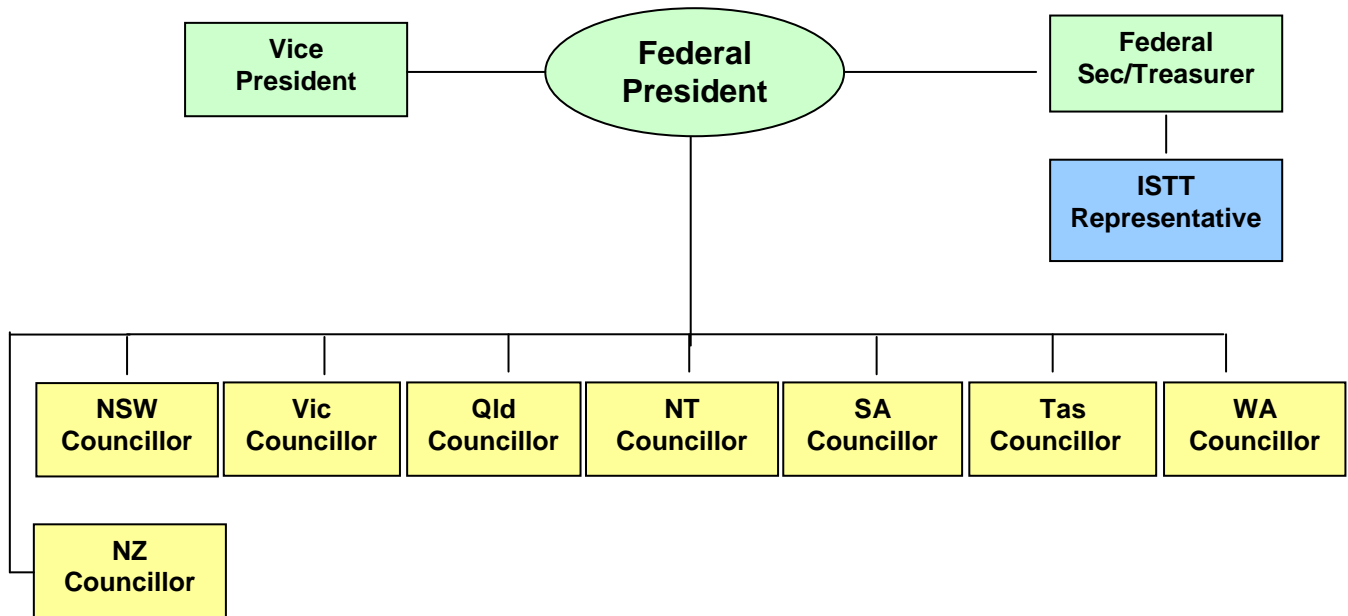 Vice
President
Federal
President
Federal
Sec/Treasurer
ISTT
Representative
NSW
Councillor
Vic
Councillor
Qld
Councillor
NT
Councillor
SA
Councillor
Tas
Councillor
WA
Councillor
NZ
Councillor